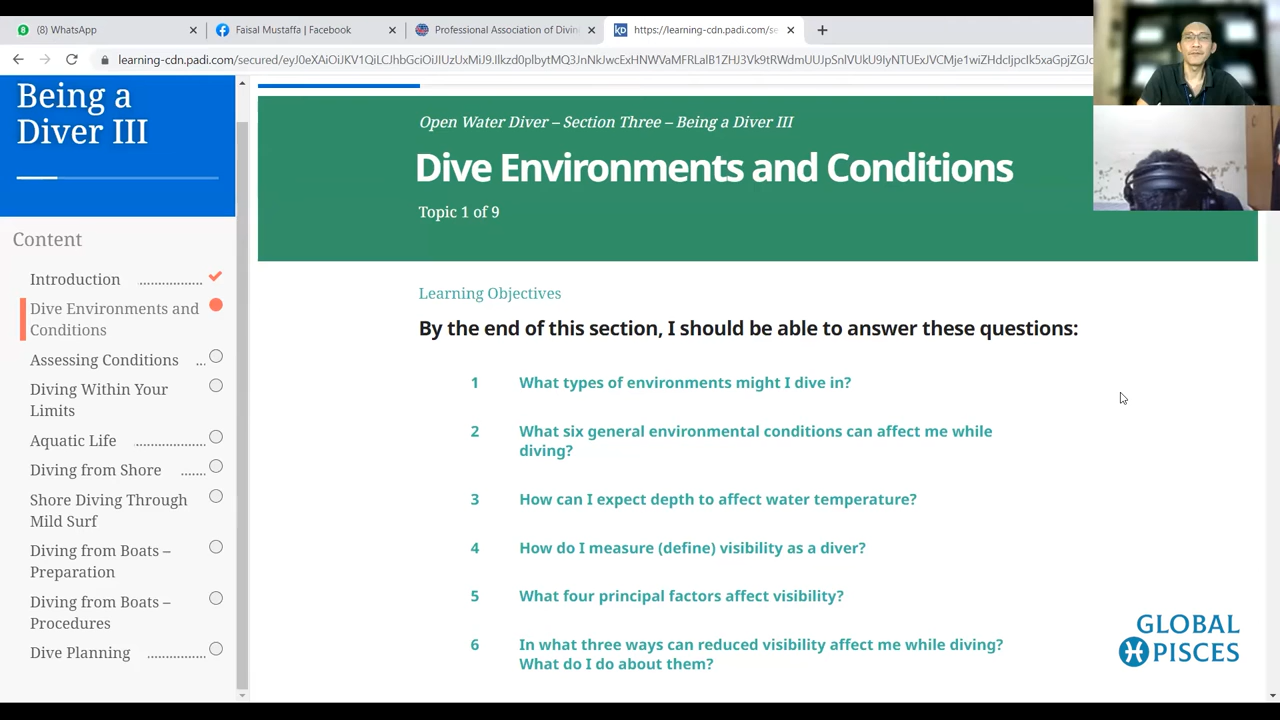 (8) WhatsApp
Faisal Mustaffa | Facebook
Professional Association of Divin
https://learning-cdn.padi.com/se
Being a
Diver III
Content
Introduction
Dive Environments and
Conditions
Assessing Conditions
Diving Within Your
Limits
Aquatic Life
Diving from Shore
Shore Diving Through
Mild Surf
Diving from Boats –
Preparation
Diving from Boats –
Procedures
Dive Planning
Open Water Diver – Section Three – Being a Diver III
Dive Environments and Conditions
Topic 1 of 9
Learning Objectives
By the end of this section, I should be able to answer these questions:
1 What types of environments might I dive in?
2 What six general environmental conditions can affect me while
diving?
3 How can I expect depth to affect water temperature?
4 How do I measure (define) visibility as a diver?
5 What four principal factors affect visibility?
6 In what three ways can reduced visibility affect me while diving?
What do I do about them?
GLOBAL
PISCES